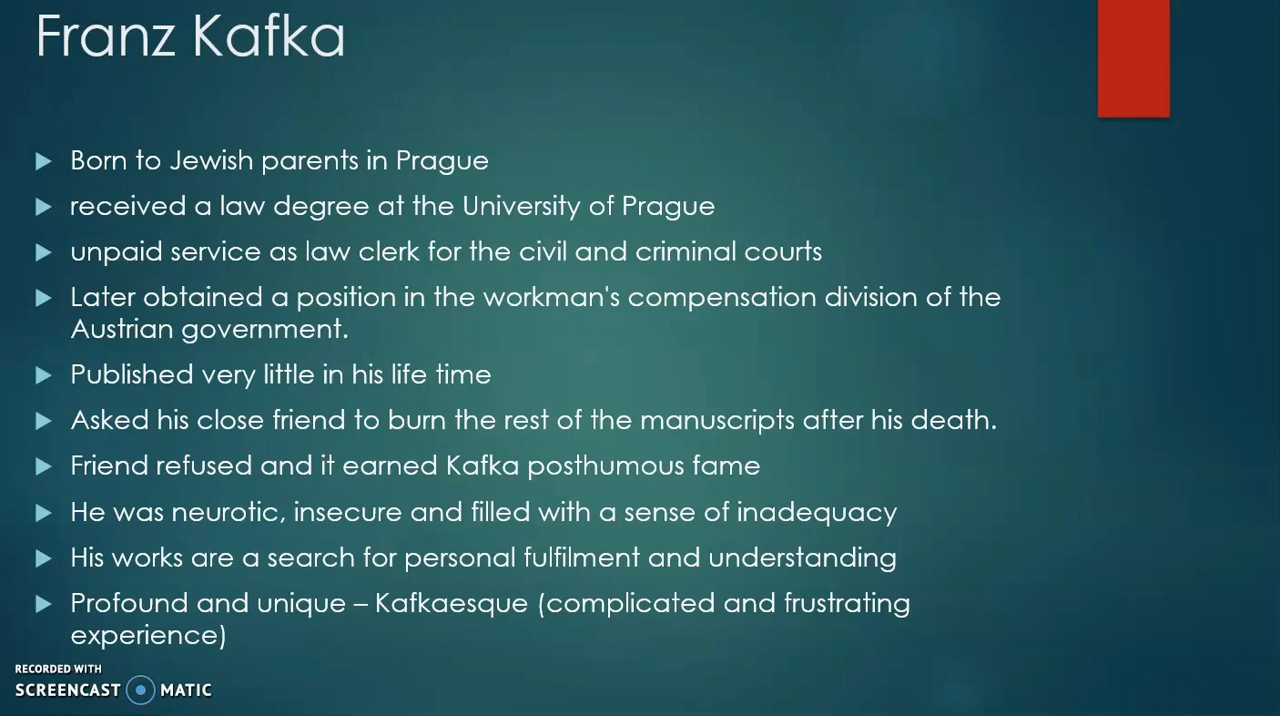 Franz Kafka
Born to Jewish parents in Prague
received a law degree at the University of Prague
unpaid service as law clerk for the civil and criminal courts
Later obtained a position in the workman's compensation division of the
Austrian government.
Published very little in his life time
Asked his close friend to burn the rest of the manuscripts after his death.
Friend refused and it earned Kafka posthumous fame
He was neurotic, insecure and filled with a sense of inadequacy
His works are a search for personal fulfilment and understanding
Profound and unique – Kafkaesque (complicated and frustrating
experience)
RECORDED WITH
SCREENCAST MATIC